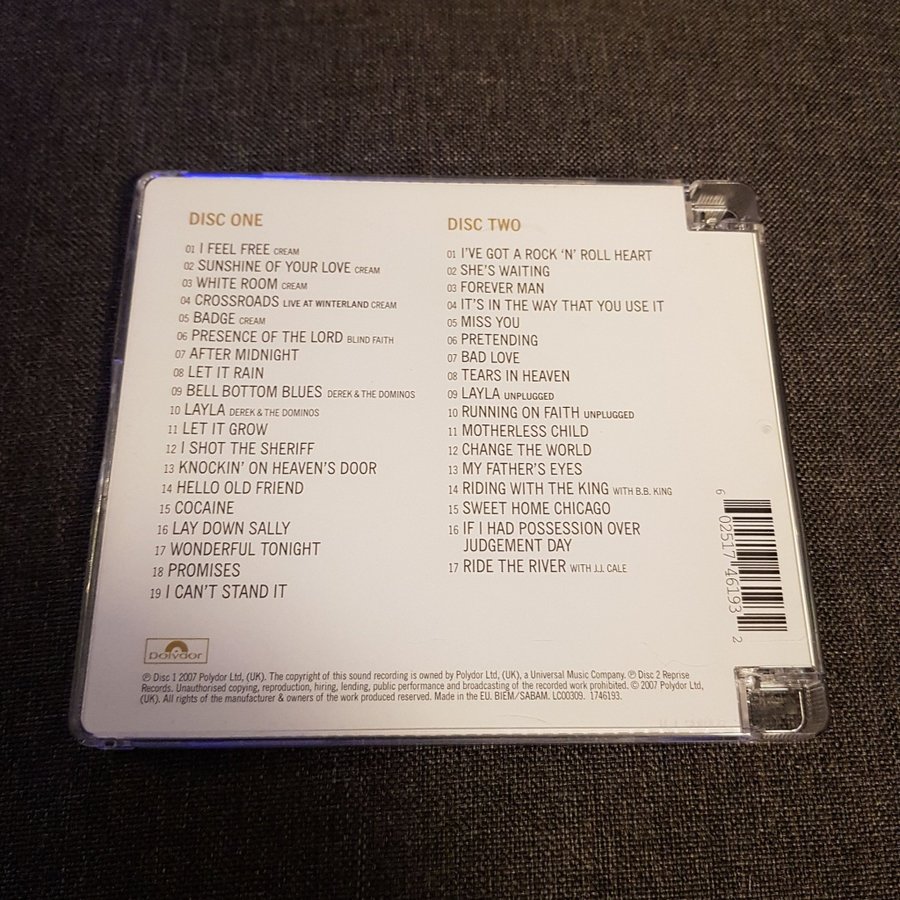 DISC ONE
01 I FEEL FREE CREAM
02 SUNSHINE OF YOUR LOVE CREAM
03 WHITE ROOM CREAM
04 CROSSROADS LIVE AT WINTERLAND CREAM
05 BADGE CREAM
06 PRESENCE OF THE LORD BLIND FAITH
07 AFTER MIDNIGHT
08 LET IT RAIN
09 BELL BOTTOM BLUES DEREK & THE DOMINOS
10 LAYLA DEREK & THE DOMINOS
11 LET IT GROW
12 I SHOT THE SHERIFF
13 KNOCKIN' ON HEAVEN'S DOOR
14 HELLO OLD FRIEND
15 COCAINE
16 LAY DOWN SALLY
17 WONDERFUL TONIGHT
18 PROMISES
19 I CAN'T STAND IT
DISC TWO
01 I'VE GOT A ROCK 'N' ROLL HEART
02 SHE'S WAITING
03 FOREVER MAN
04 IT'S IN THE WAY THAT YOU USE IT
05 MISS YOU
06 PRETENDING
07 BAD LOVE
08 TEARS IN HEAVEN
09 LAYLA UNPLUGGED
10 RUNNING ON FAITH UNPLUGGED
11 MOTHERLESS CHILD
12 CHANGE THE WORLD
13 MY FATHER'S EYES
14 RIDING WITH THE KING WITH B.B. KING
15 SWEET HOME CHICAGO
16 IF I HAD POSSESSION OVER
JUDGEMENT DAY
17 RIDE THE RIVER WITH J.J. CALE
6 02517 46193 2
Polydor
℗ Disc 1 2007 Polydor Ltd, (UK). The copyright of this sound recording is owned by Polydor Ltd, (UK), a Universal Music Company. ℗ Disc 2 Reprise
Records. Unauthorised copying, reproduction, hiring, lending, public performance and broadcasting of the recorded work prohibited. © 2007 Polydor Ltd,
(UK). All rights of the manufacturer & owners of the work produced reserved. Made in the EU. BIEM/SABAM. LC00309. 1746193.